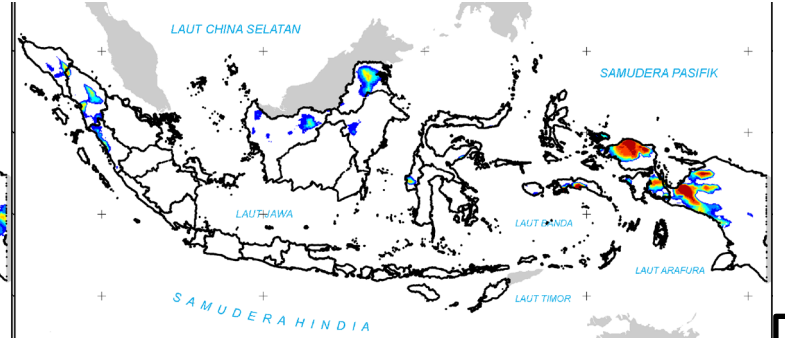 LAUT CHINA SELATAN
SAMUDERA PASIFIK
LAUT JAWA
LAUT BANDA
LAUT ARAFURA
LAUT TIMOR
SAMUDERA HINDIA